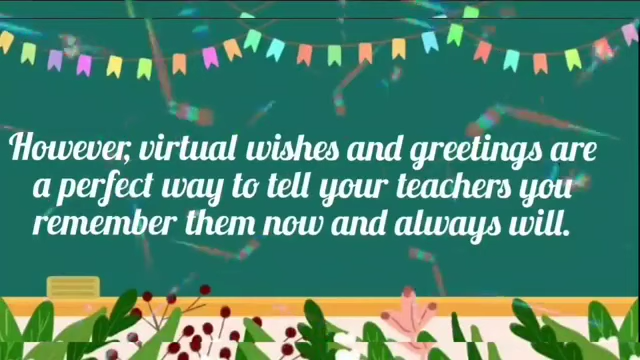 However, virtual wishes and greetings are
a perfect way to tell your teachers you
remember them now and always will.